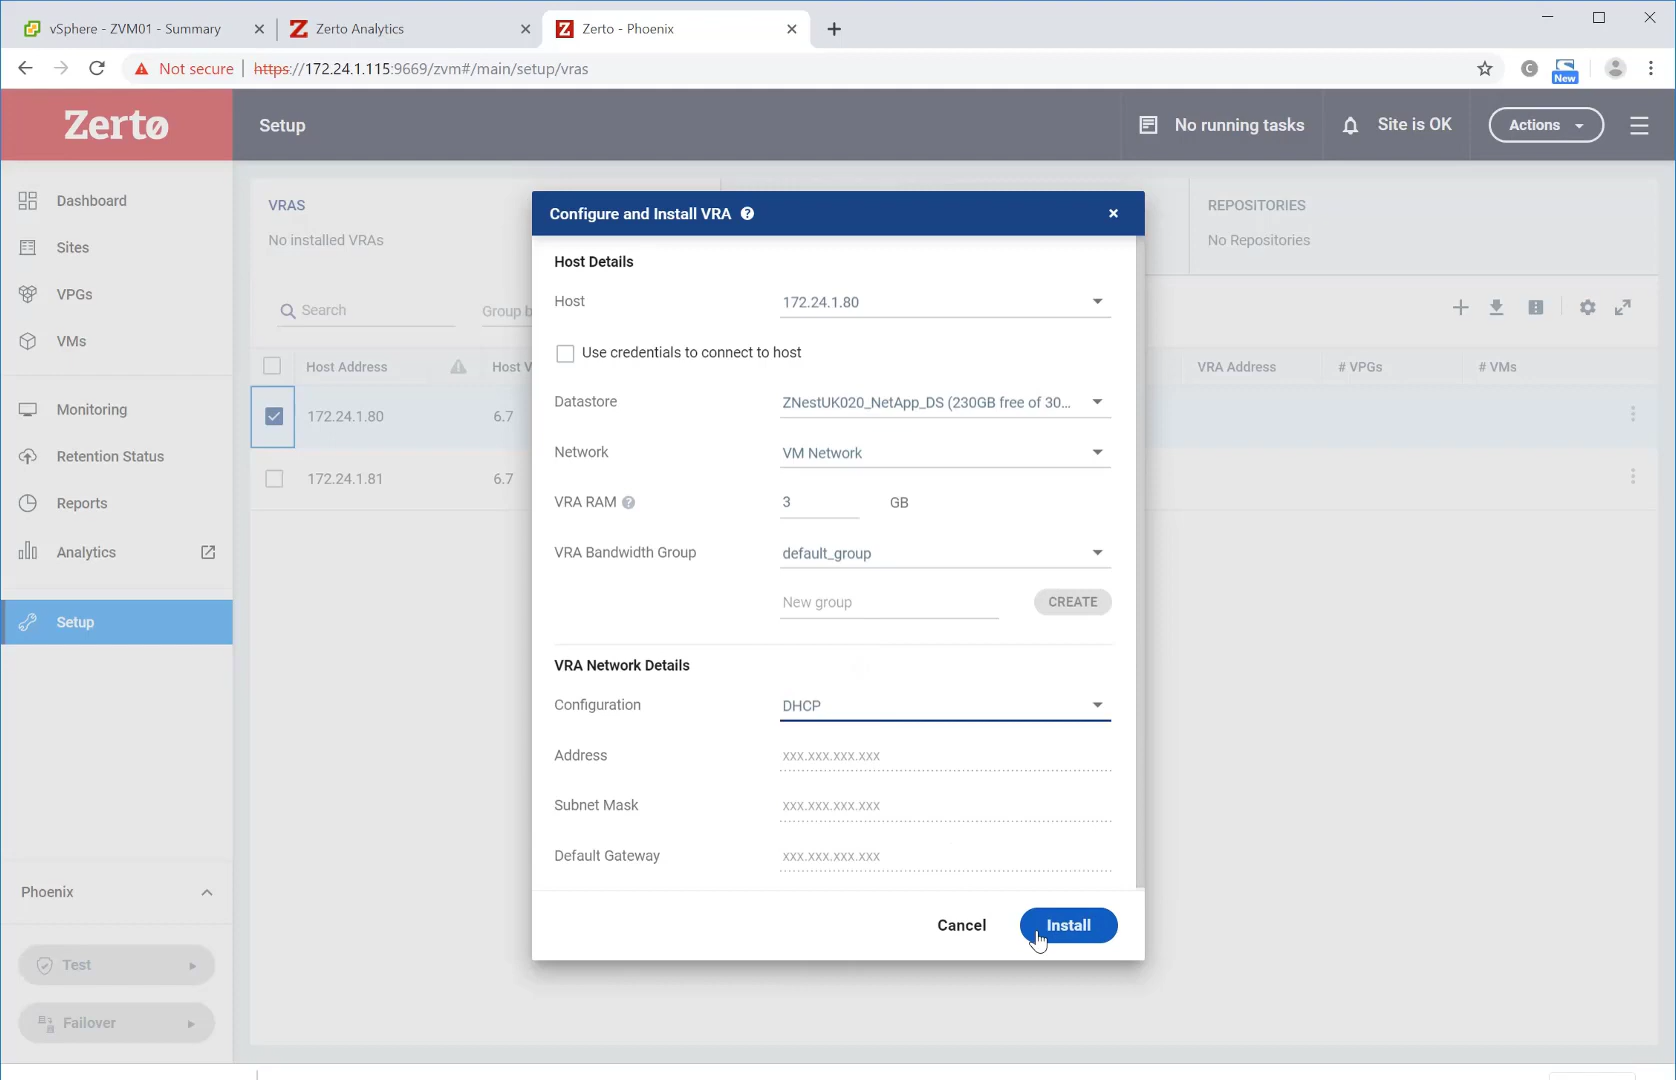 vSphere - ZVM01 - Summary
Zerto Analytics
Zerto - Phoenix
Not secure
https://172.24.1.115:9669/zvm#/main/setup/vras
C
New
Zerto
Setup
No running tasks
Site is OK
Actions
Dashboard
Sites
VPGs
VMs
Monitoring
Retention Status
Reports
Analytics
Setup
Phoenix
Test
Failover
VRAS
No installed VRAs
REPOSITORIES
No Repositories
Search
Group b
Host Address
Host V
VRA Address
# VPGs
# VMs
172.24.1.80
6.7
172.24.1.81
6.7
Configure and Install VRA ?
Host Details
Host
172.24.1.80
Use credentials to connect to host
Datastore
ZNestUK020_NetApp_DS (230GB free of 30...
Network
VM Network
VRA RAM ?
3
GB
VRA Bandwidth Group
default_group
New group
CREATE
VRA Network Details
Configuration
DHCP
Address
xxx.xxx.xxx.xxx
Subnet Mask
xxx.xxx.xxx.xxx
Default Gateway
xxx.xxx.xxx.xxx
Cancel
Install